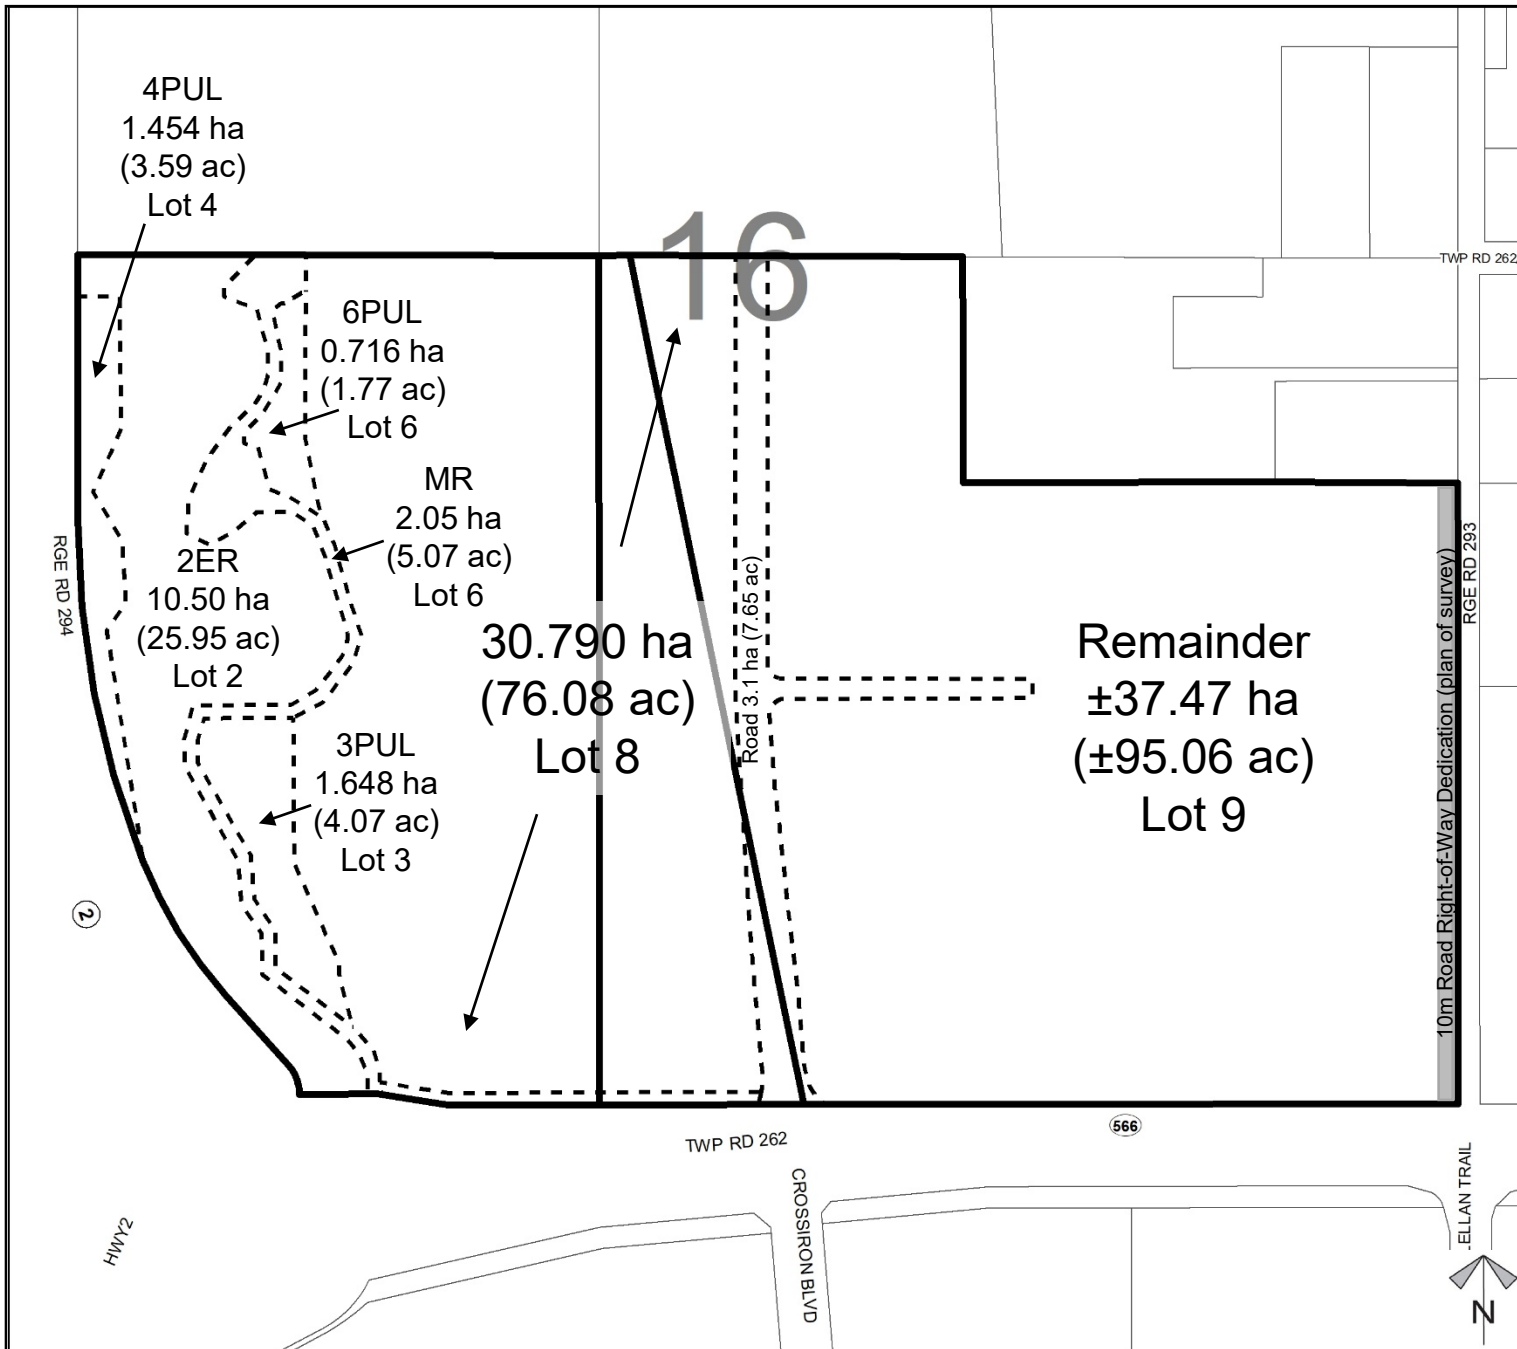 4PUL
1.454 ha
(3.59 ac)
Lot 4
16
TWP RD 262
6PUL
0.716 ha
(1.77 ac)
Lot 6
MR
2.05 ha
(5.07 ac)
Lot 6
RGE RD 294
2ER
10.50 ha
(25.95 ac)
Lot 2
30.790 ha
(76.08 ac)
Lot 8
Road 3.1 ha (7.65 ac)
Remainder
±37.47 ha
(±95.06 ac)
Lot 9
10m Road Right-of-Way Dedication (plan of survey)
RGE RD 293
3PUL
1.648 ha
(4.07 ac)
Lot 3
2
566
TWP RD 262
CROSSIRON BLVD
HWY2
ELLAN TRAIL
N